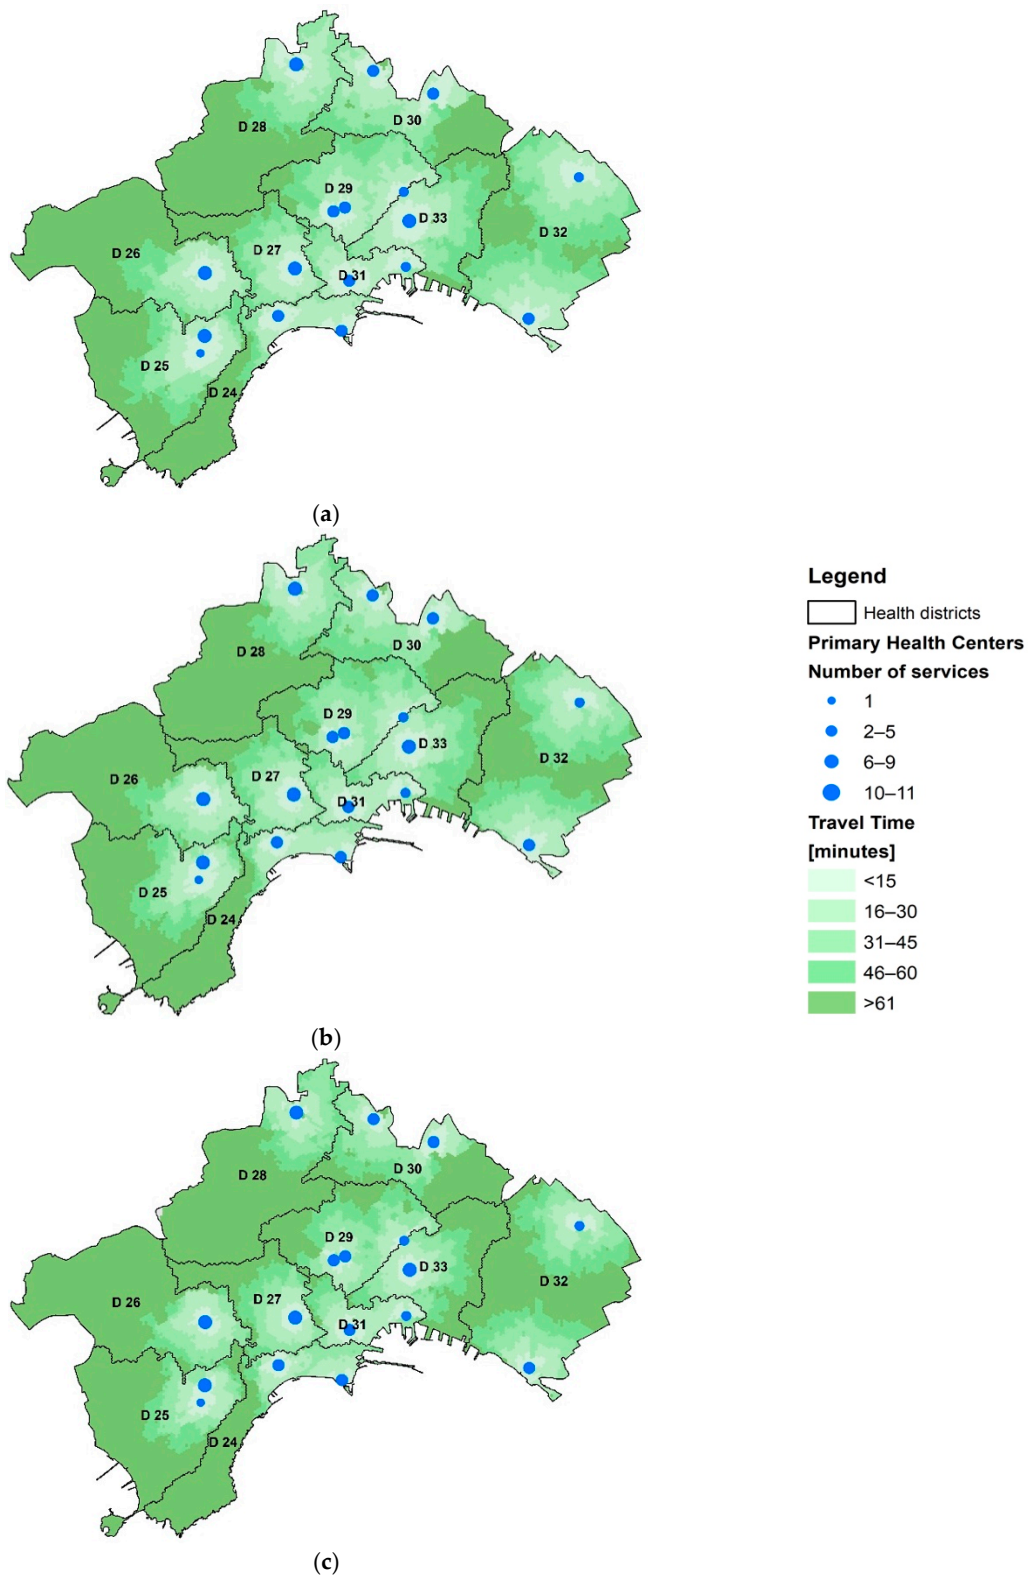 D 28
D 30
D 29
D 33
D 32
D 26
D 27
D 31
D 25
D 24
(a)
D 28
D 30
D 29
D 33
D 32
D 26
D 27
D 31
D 25
D 24
(b)
Legend
Health districts
Primary Health Centers
Number of services
1
2–5
6–9
10–11
Travel Time
[minutes]
<15
16–30
31–45
46–60
>61
D 28
D 30
D 29
D 33
D 32
D 26
D 27
D 31
D 25
D 24
(c)